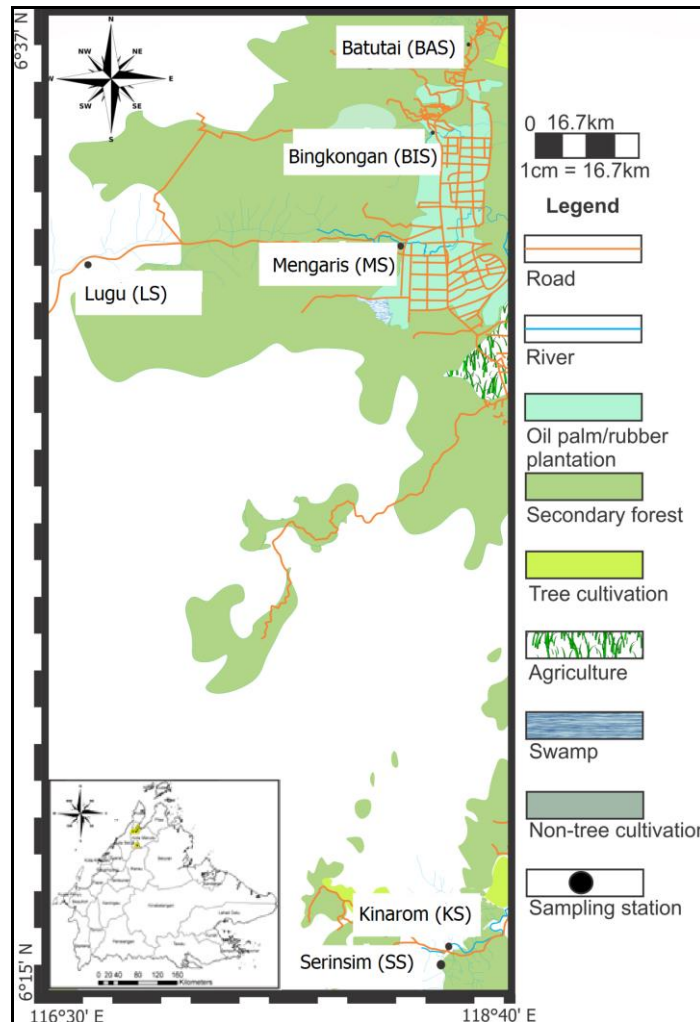 6°37' N
Batutai (BAS)
N
NW
NE
E
SW
SE
S
Bingkongan (BIS)
Mengaris (MS)
Lugu (LS)
0 16.7km
1cm = 16.7km
Legend
Road
River
Oil palm/rubber
plantation
Secondary forest
Tree cultivation
Agriculture
Swamp
Non-tree cultivation
Sampling station
Kinarom (KS)
Serinsim (SS)
0 20 40 80 120 160
Kilometers
6°15' N
116°30' E
118°40' E